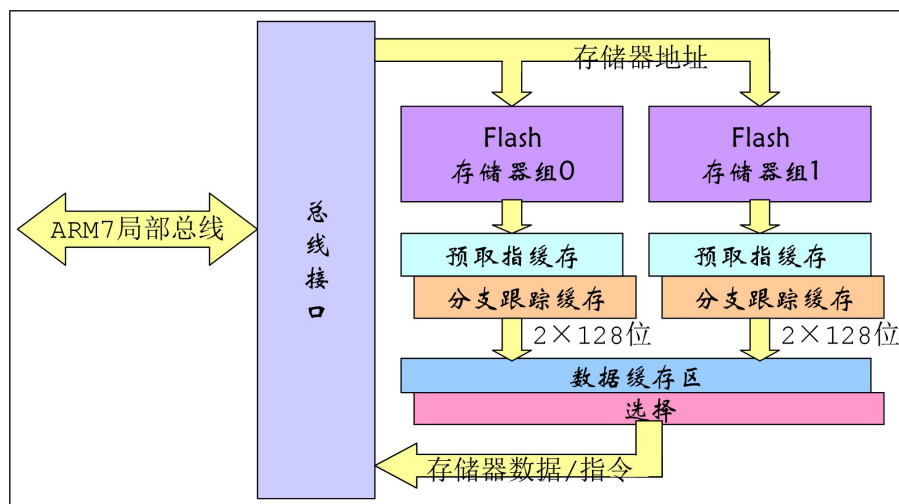 存储器地址
Flash
存储器组0
Flash
存储器组1
ARM7局部总线
总线接口
预取指缓存
预取指缓存
分支跟踪缓存
分支跟踪缓存
2×128位
2×128位
数据缓存区
选择
存储器数据/指令